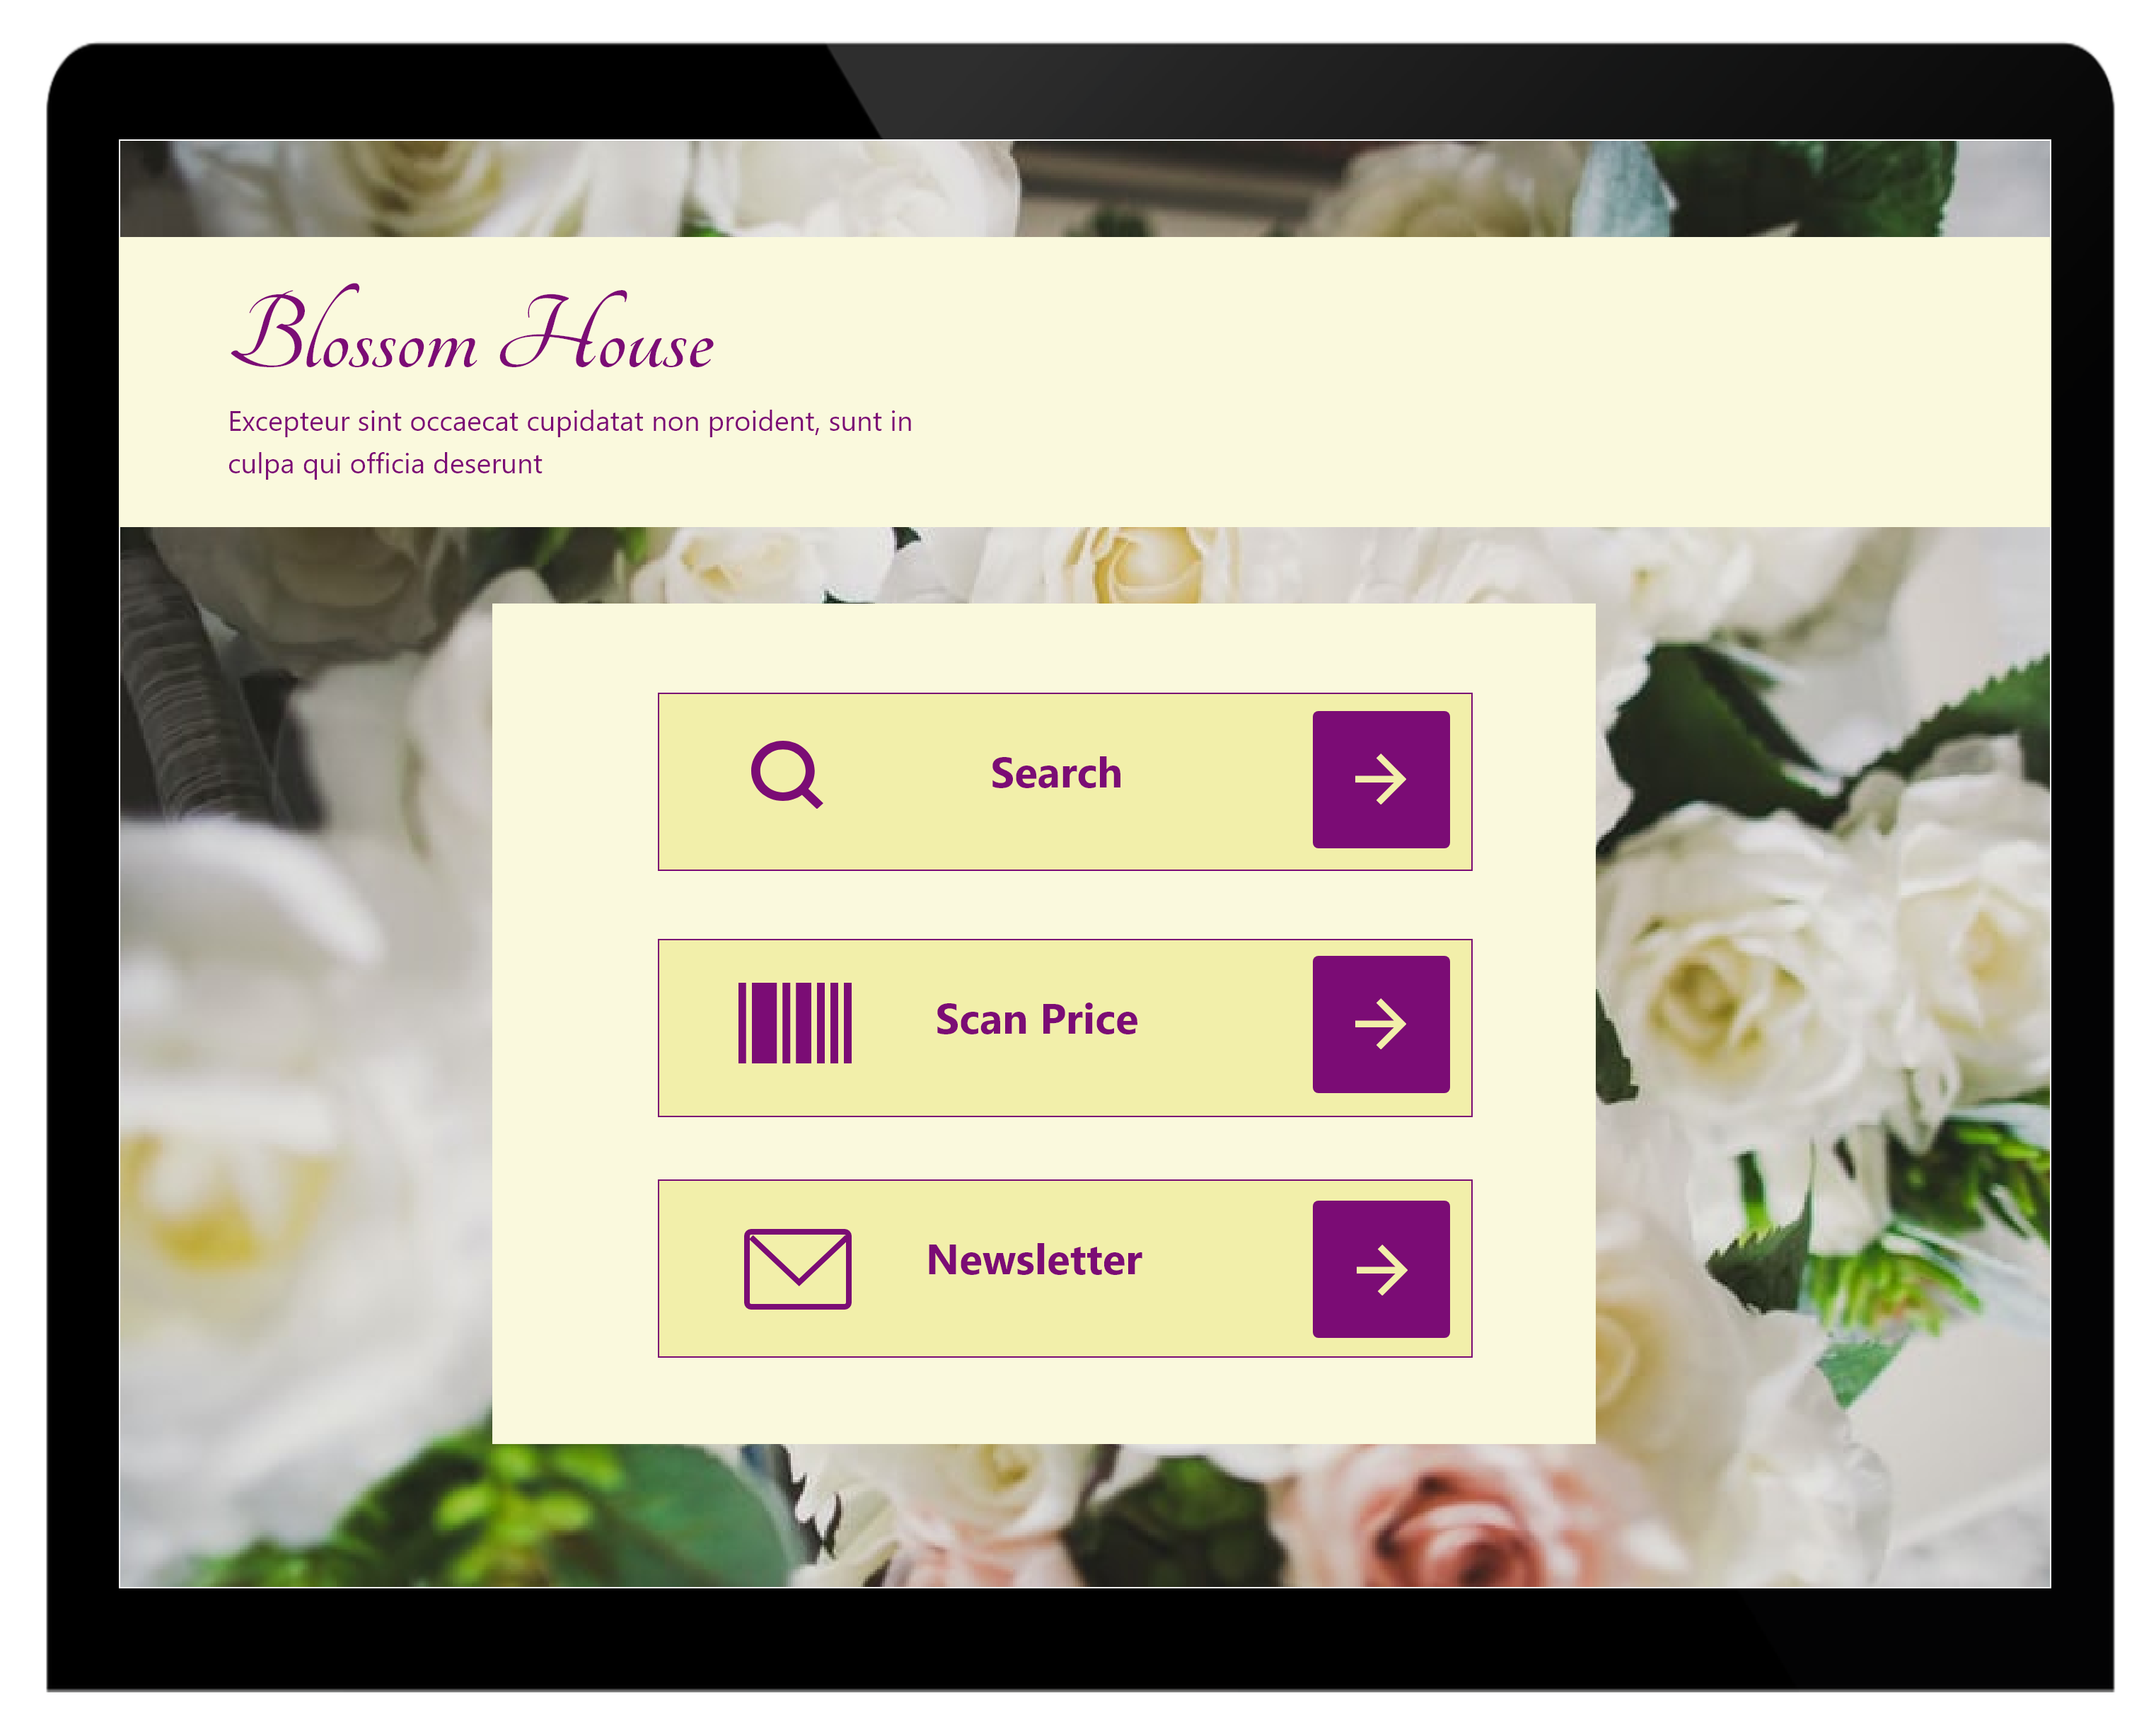 Blossom House
Excepteur sint occaecat cupidatat non proident, sunt in
culpa qui officia deserunt
Search
Scan Price
Newsletter